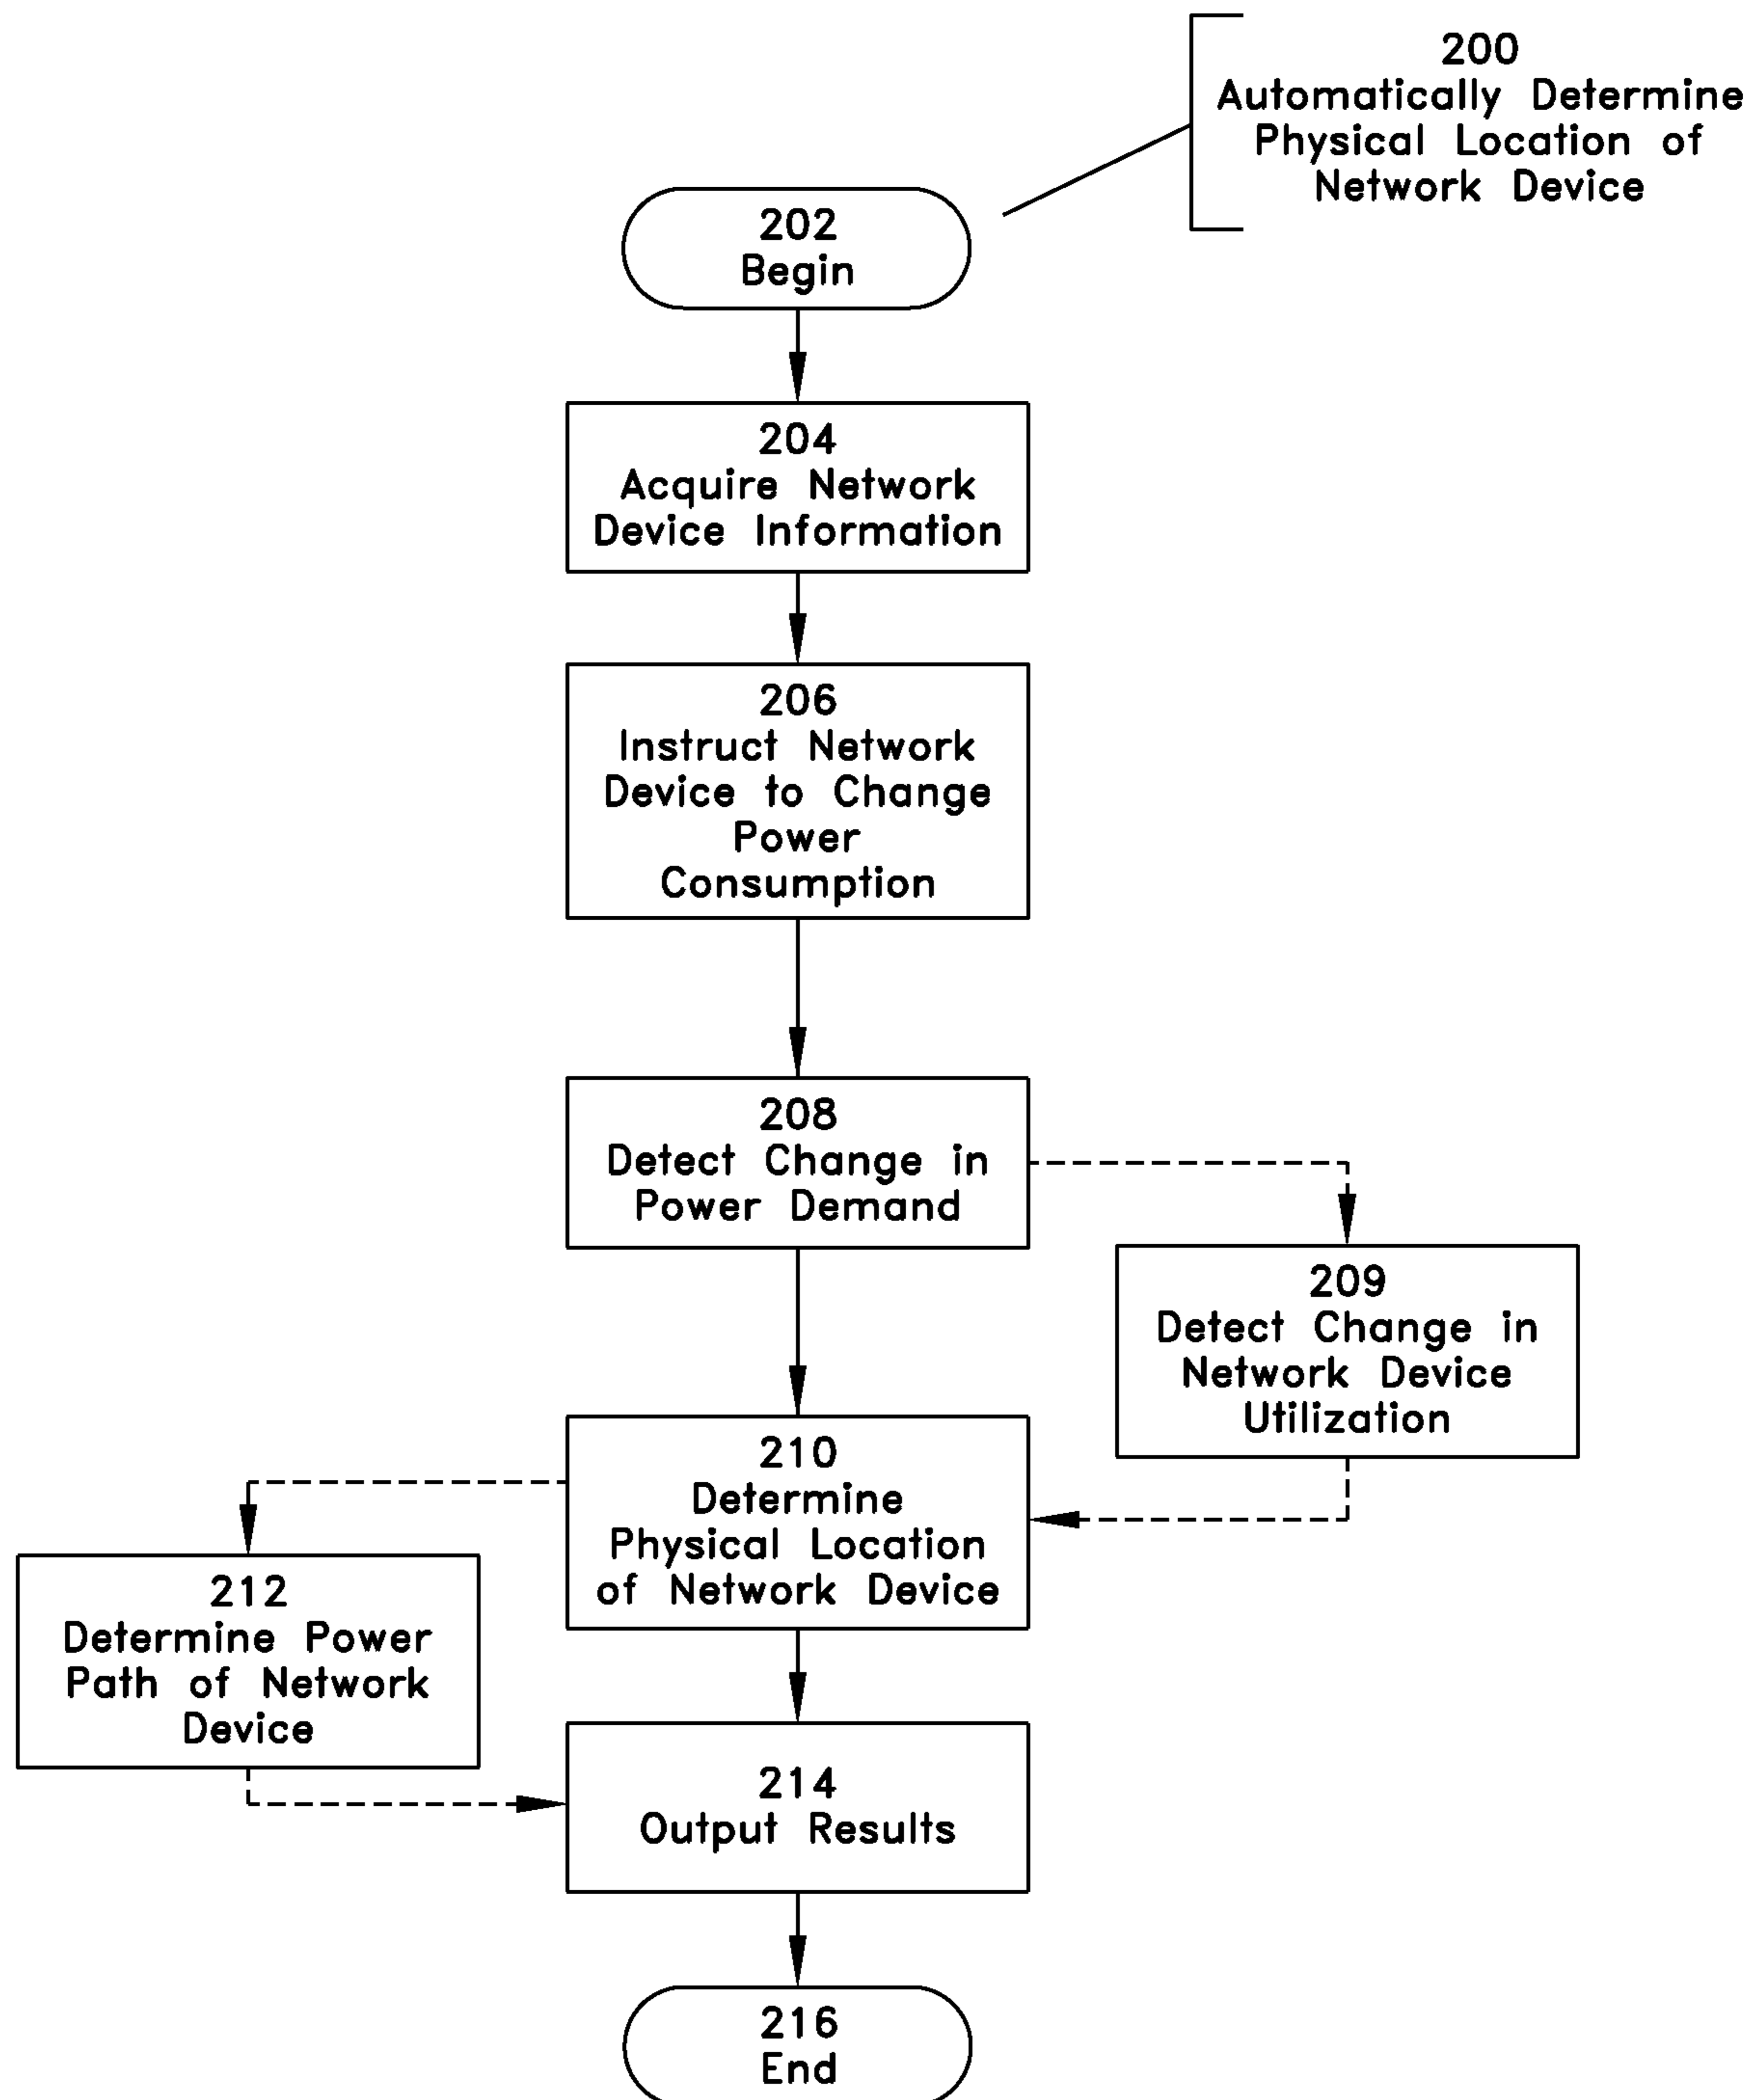 200
Automatically Determine
Physical Location of
Network Device
202
Begin
204
Acquire Network
Device Information
206
Instruct Network
Device to Change
Power
Consumption
208
Detect Change in
Power Demand
209
Detect Change in
Network Device
Utilization
210
Determine
Physical Location
of Network Device
212
Determine Power
Path of Network
Device
214
Output Results
216
End